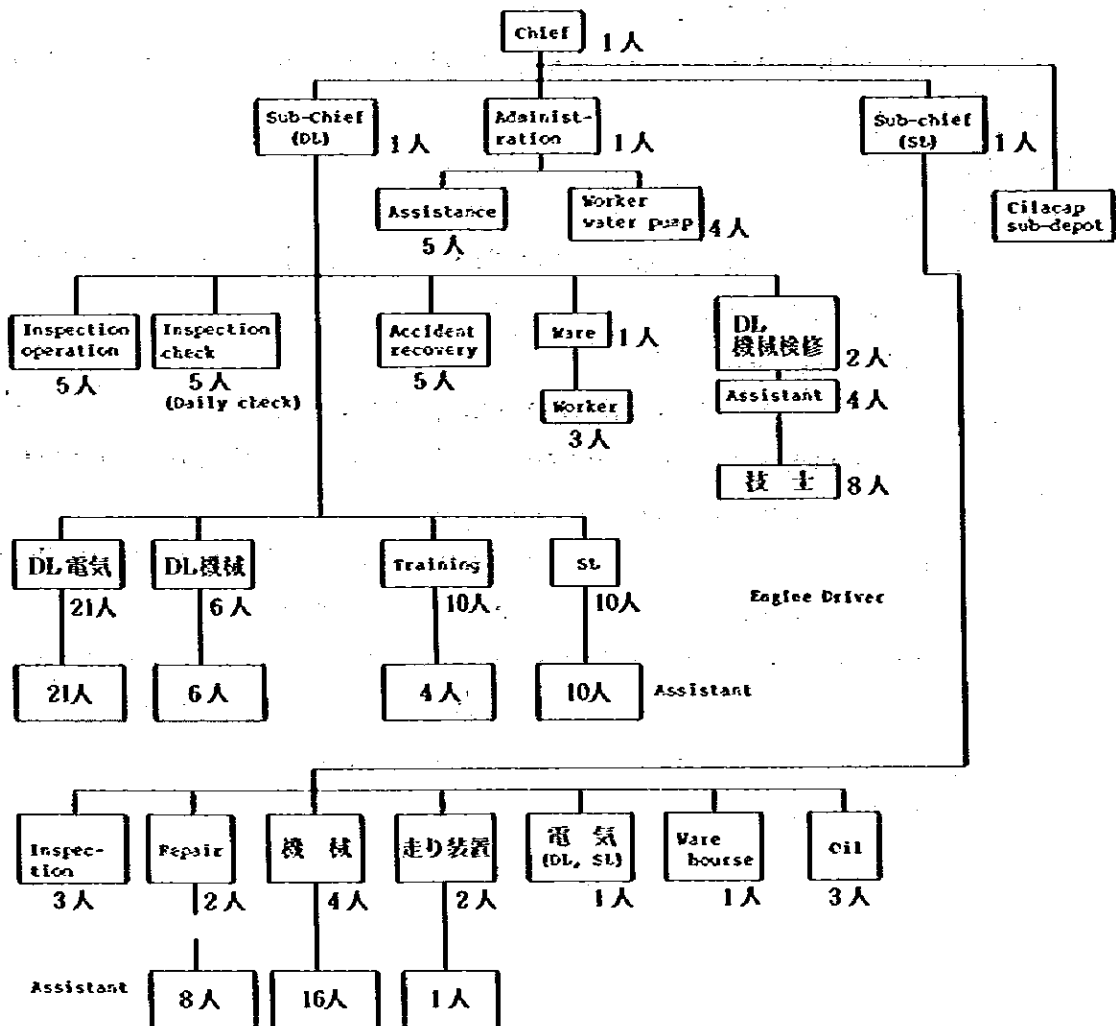 Chief
1人
Sub-Chief
(DL)
1人
Administ-
ration
1人
Sub-chief
(SL)
1人
Assistance
5人
Worker
water pump
4人
Cilacap
sub-depot
Inspection
operation
5人
Inspection
check
5人
(Daily check)
Accident
recovery
5人
Ware
1人
Worker
3人
DL
機械検修
2人
Assistant
4人
技士
8人
DL電気
21人
DL機械
6人
Training
10人
SL
10人
Engine Driver
21人
6人
4人
10人
Assistant
Inspec-
tion
3人
Repair
2人
機械
4人
走り装置
2人
電気
(DL, SL)
1人
Ware
hourse
1人
Oil
3人
Assistant
8人
16人
1人